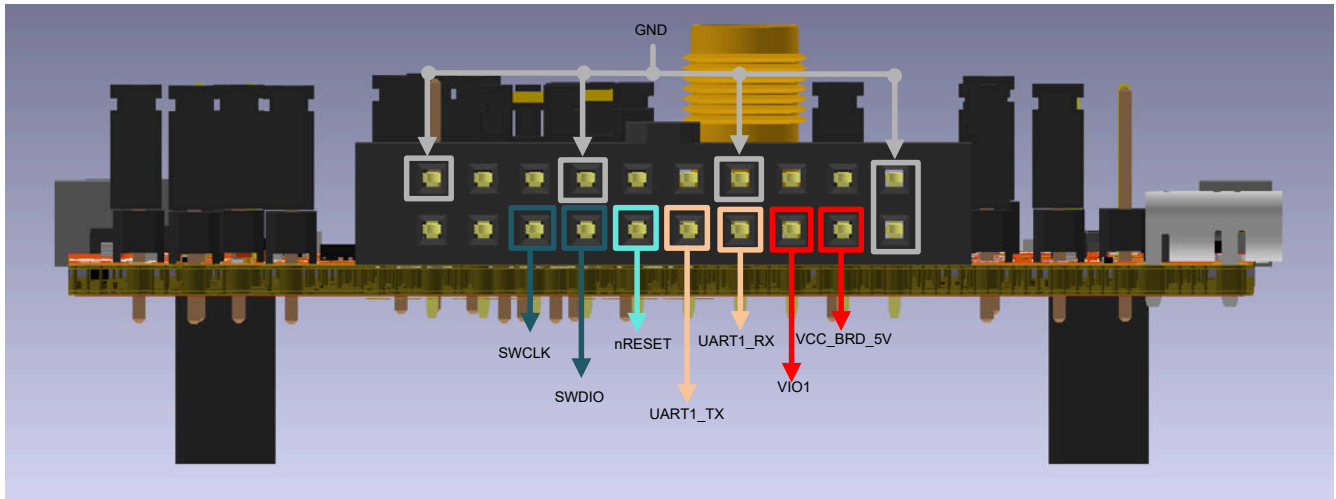 GND
SWCLK
nRESET
UART1_RX
VCC_BRD_5V
SWDIO
VIO1
UART1_TX